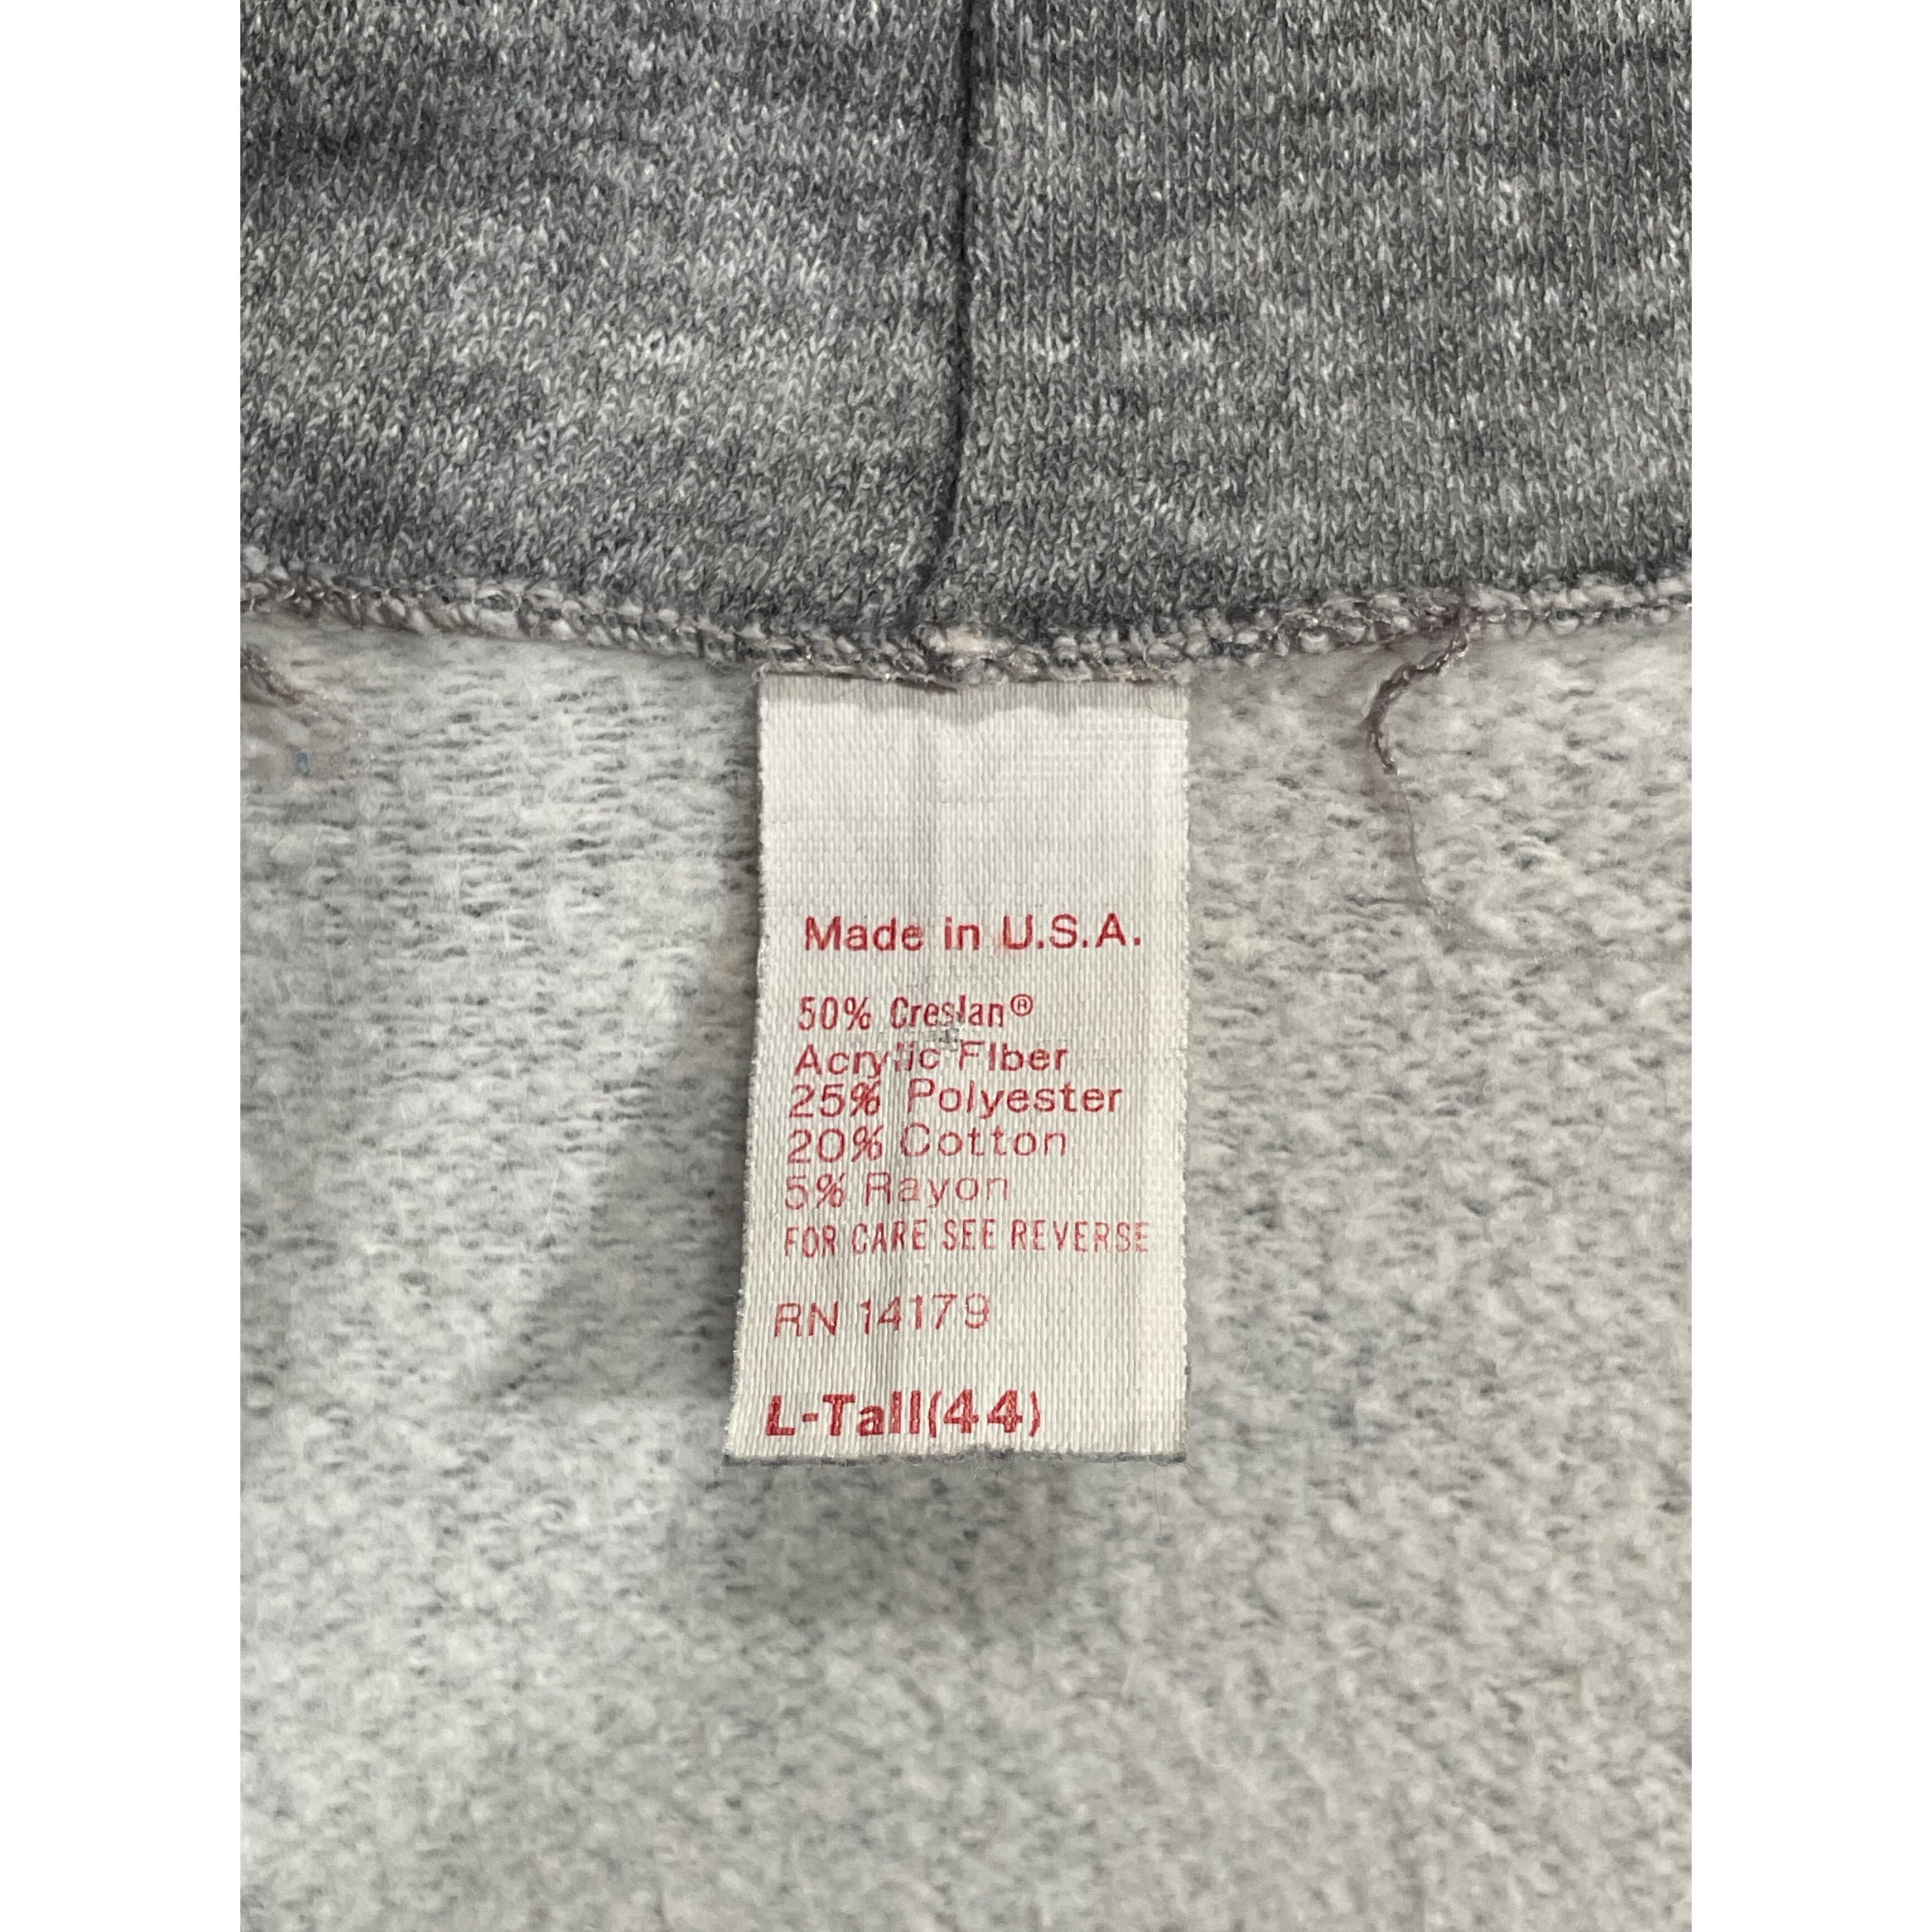 Made in U.S.A.
50% Creslan®
Acrylic Fiber
25% Polyester
20% Cotton
5% Rayon
FOR CARE SEE REVERSE
RN 14179
L-Tall(44)